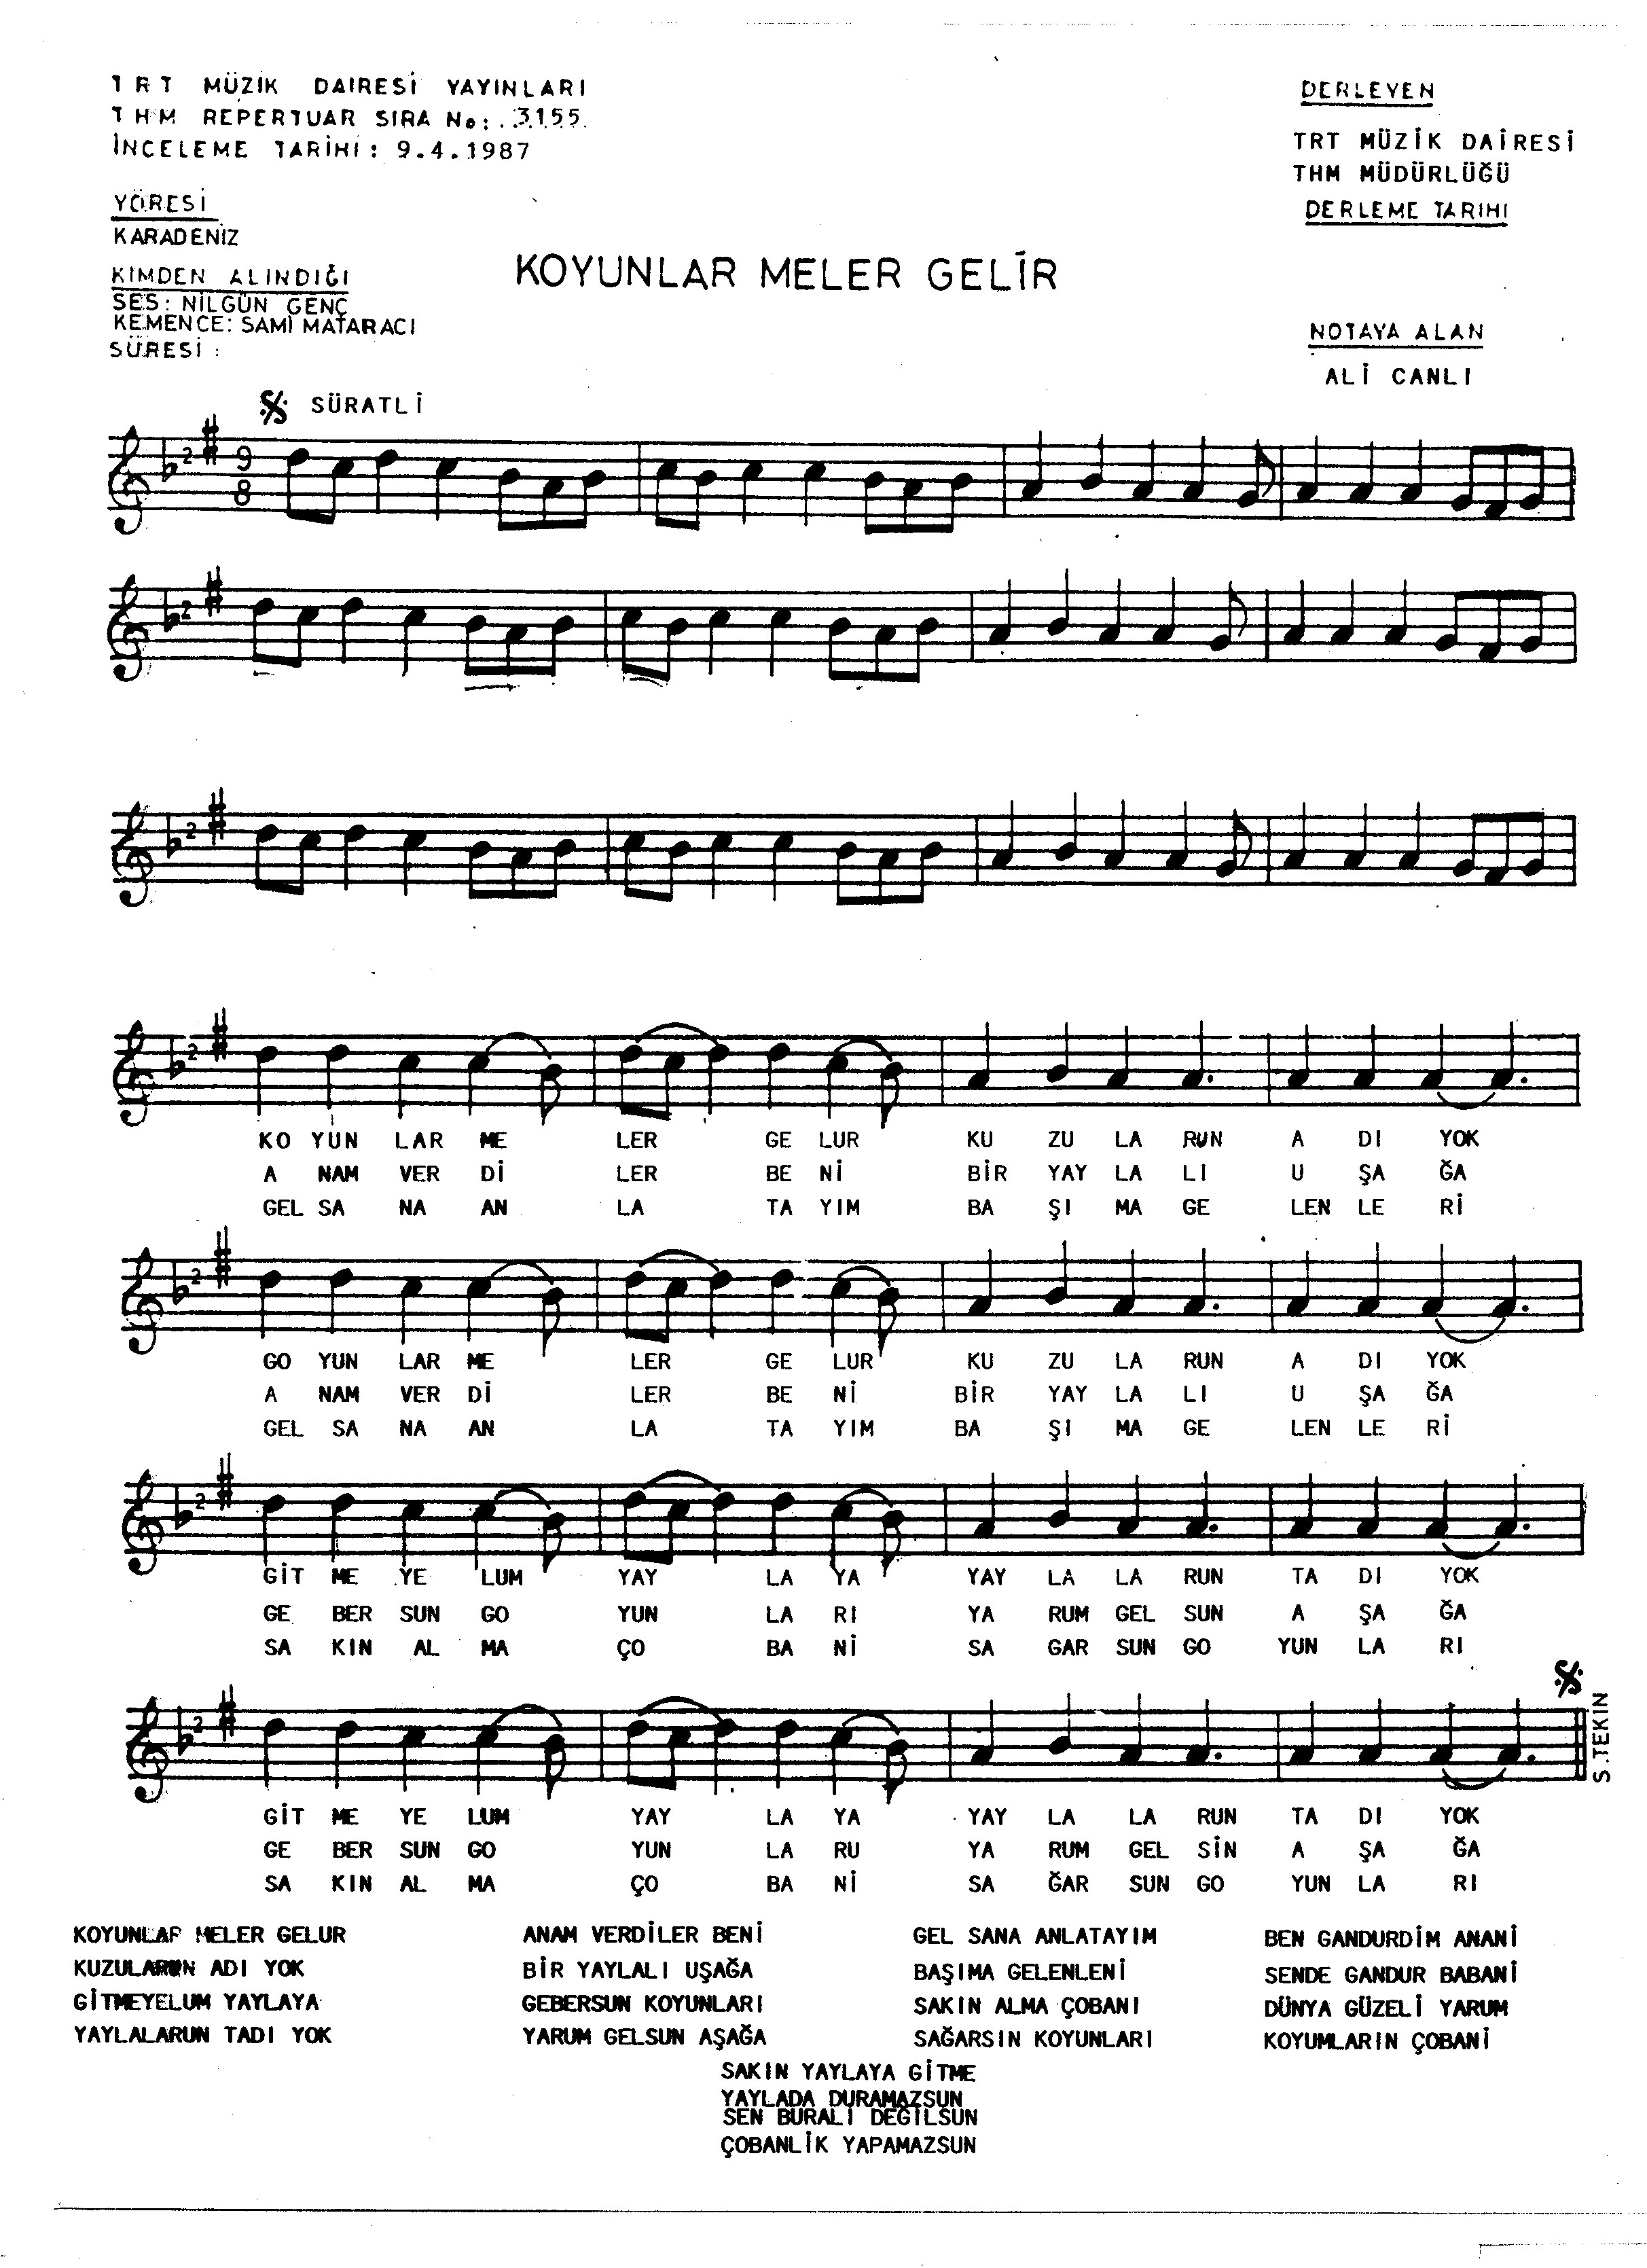 TRT MÜZİK DAİRESİ YAYINLARI
THM REPERTUAR SIRA No: 3155
İNCELEME TARİHİ: 9.4.1987
YÖRESİ
KARADENİZ
KİMDEN ALINDIĞI
SES: NİLGÜN GENÇ
KEMENCE: SAMİ MATARACI
SÜRESİ :
DERLEYEN
TRT MÜZİK DAİRESİ
THM MÜDÜRLÜĞÜ
DERLEME TARİHİ
KOYUNLAR MELER GELİR
NOTAYA ALAN
ALİ CANLI
SÜRATLİ
9
8
KO YUN LAR ME LER GE LUR KU ZU LA RUN A DI YOK
A NAM VER Dİ LER BE Nİ BİR YAY LA LI U ŞA ĞA
GEL SA NA AN LA TA YIM BA ŞI MA GE LEN LE Rİ
GO YUN LAR ME LER GE LUR KU ZU LA RUN A DI YOK
A NAM VER Dİ LER BE Nİ BİR YAY LA LI U ŞA ĞA
GEL SA NA AN LA TA YIM BA ŞI MA GE LEN LE Rİ
GİT ME YE LUM YAY LA YA YAY LA LA RUN TA DI YOK
GE BER SUN GO YUN LA RI YA RUM GEL SUN A ŞA ĞA
SA KIN AL MA ÇO BA Nİ SA GAR SUN GO YUN LA RI
S.TEKİN
GİT ME YE LUM YAY LA YA YAY LA LA RUN TA DI YOK
GE BER SUN GO YUN LA RU YA RUM GEL SİN A ŞA ĞA
SA KIN AL MA ÇO BA Nİ SA ĞAR SUN GO YUN LA RI
KOYUNLAR MELER GELUR
KUZULARUN ADI YOK
GİTMEYELUM YAYLAYA
YAYLALARUN TADI YOK
ANAM VERDİLER BENİ
BİR YAYLALI UŞAĞA
GEBERSUN KOYUNLARI
YARUM GELSUN AŞAĞA
GEL SANA ANLATAYIM
BAŞIMA GELENLENİ
SAKIN ALMA ÇOBANI
SAĞARSIN KOYUNLARI
BEN GANDURDİM ANANİ
SENDE GANDUR BABANİ
DÜNYA GÜZELİ YARUM
KOYUMLARIN ÇOBANİ
SAKIN YAYLAYA GİTME
YAYLADA DURAMAZSUN
SEN BURALI DEĞİLSUN
ÇOBANLİK YAPAMAZSUN